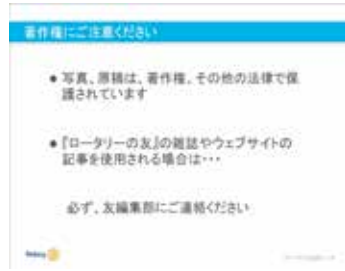 著作権にご注意ください
● 写真、原稿は、著作権、その他の法律で保
護されています
● 『ロータリーの友』の雑誌やウェブサイトの
記事を使用される場合は・・・
必ず、友編集部にご連絡ください
Rotary